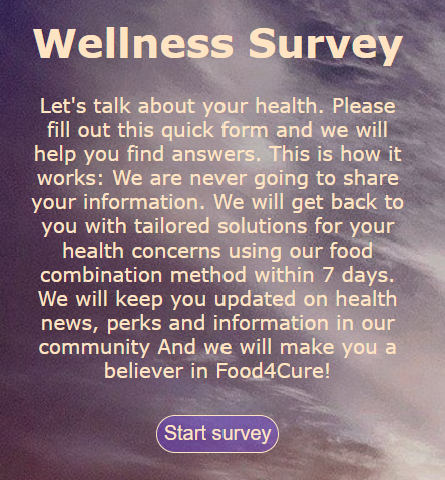 Wellness Survey
Let's talk about your health. Please
fill out this quick form and we will
help you find answers. This is how it
works: We are never going to share
your information. We will get back to
you with tailored solutions for your
health concerns using our food
combination method within 7 days.
We will keep you updated on health
news, perks and information in our
community And we will make you a
believer in Food4Cure!
Start survey